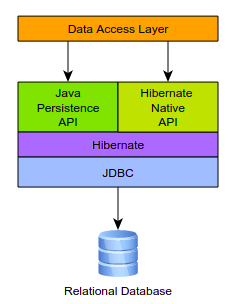 Data Access Layer
Java
Persistence
API
Hibernate
Native
API
Hibernate
JDBC
Relational Database